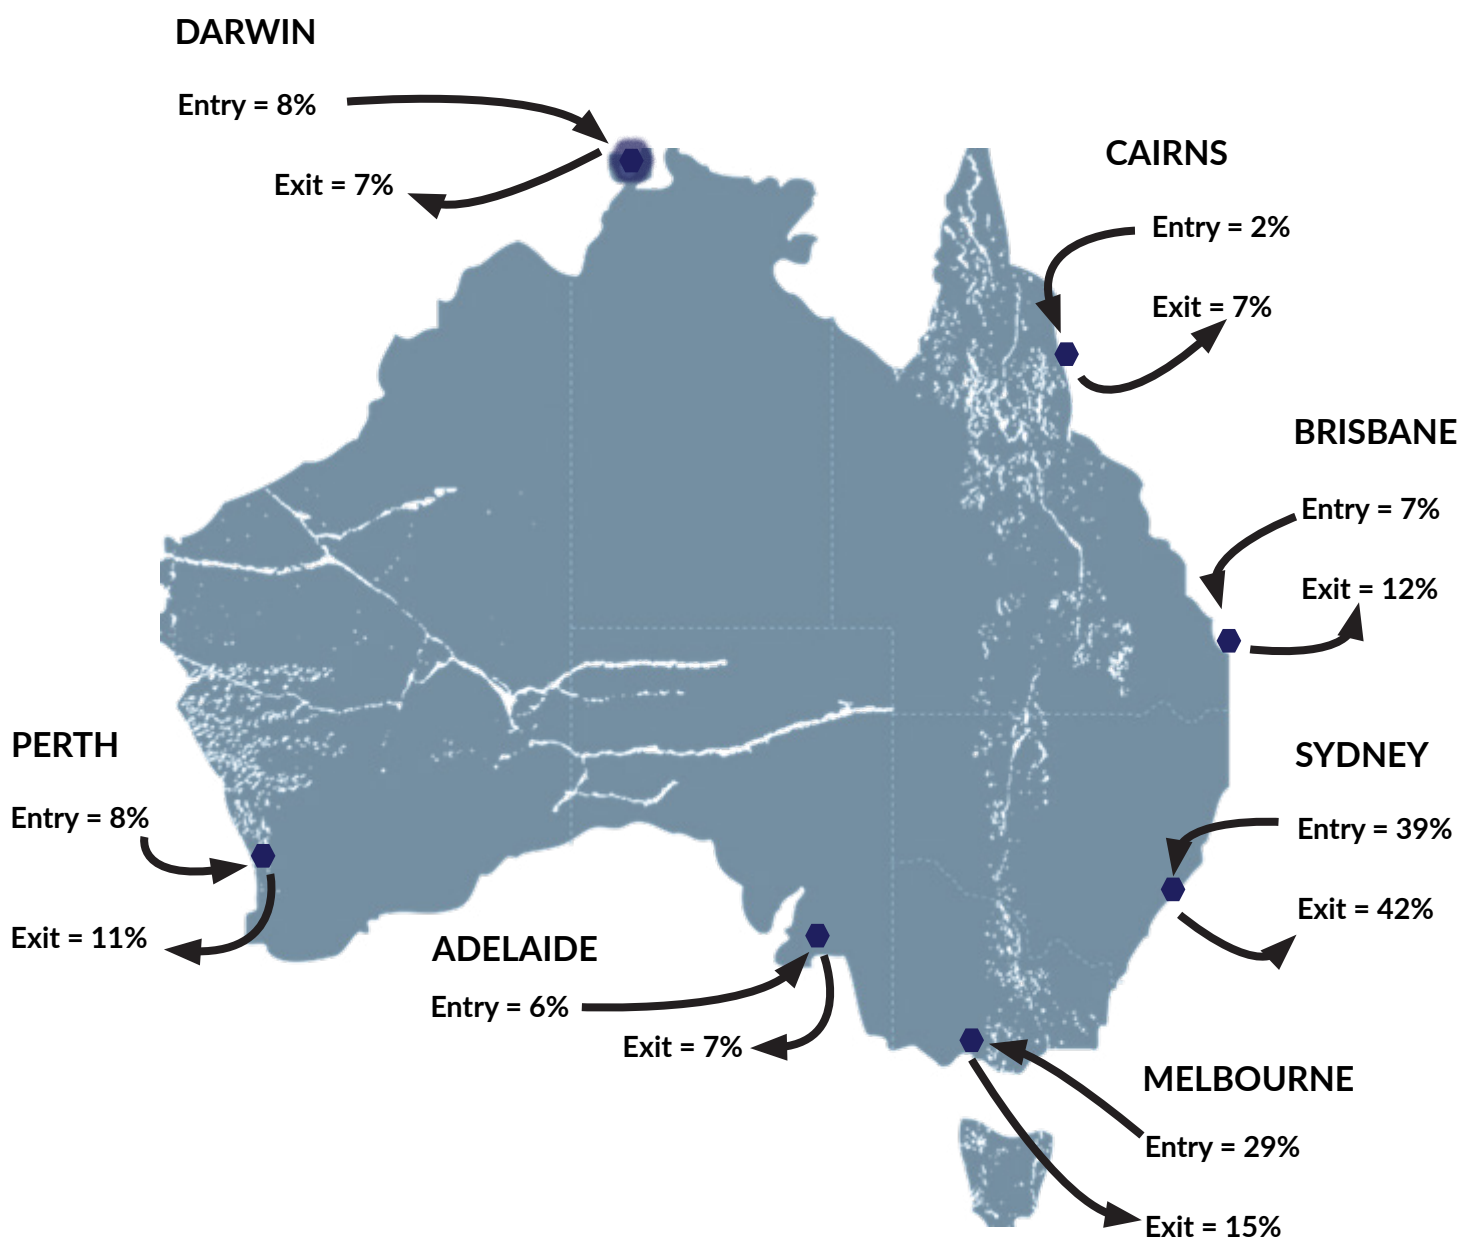 DARWIN
Entry = 8%
Exit = 7%
CAIRNS
Entry = 2%
Exit = 7%
BRISBANE
Entry = 7%
Exit = 12%
PERTH
Entry = 8%
Exit = 11%
SYDNEY
Entry = 39%
Exit = 42%
ADELAIDE
Entry = 6%
Exit = 7%
MELBOURNE
Entry = 29%
Exit = 15%